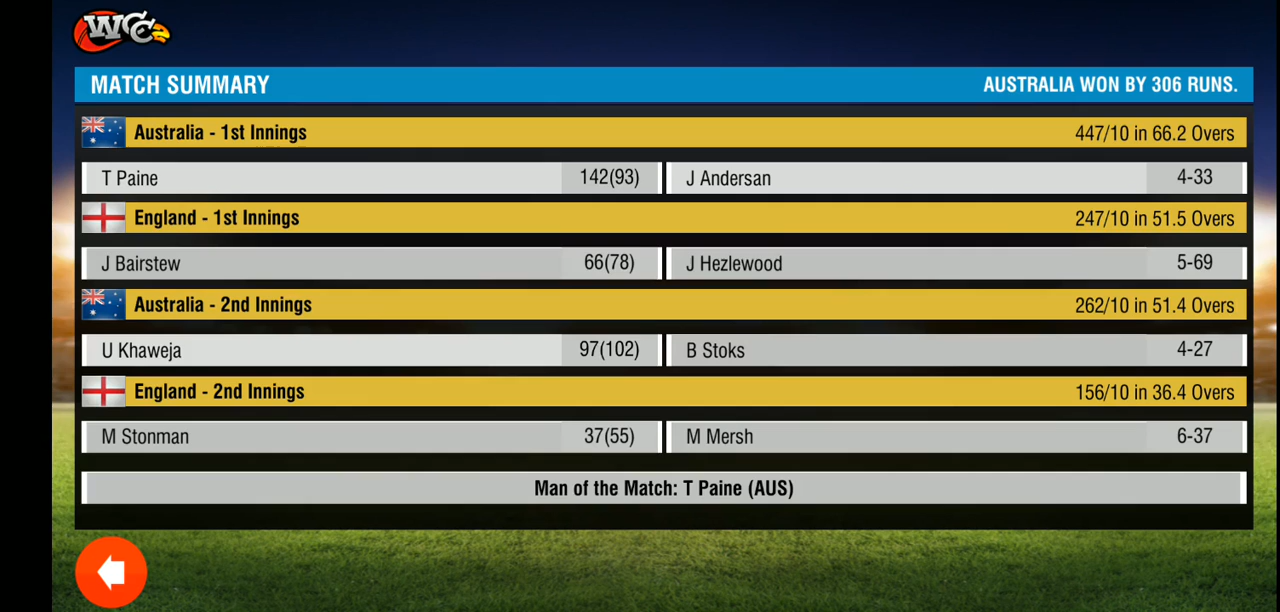 WCC
MATCH SUMMARY AUSTRALIA WON BY 306 RUNS.
Australia - 1st Innings 447/10 in 66.2 Overs
T Paine 142(93) J Andersan 4-33
England - 1st Innings 247/10 in 51.5 Overs
J Bairstew 66(78) J Hezlewood 5-69
Australia - 2nd Innings 262/10 in 51.4 Overs
U Khaweja 97(102) B Stoks 4-27
England - 2nd Innings 156/10 in 36.4 Overs
M Stonman 37(55) M Mersh 6-37
Man of the Match: T Paine (AUS)